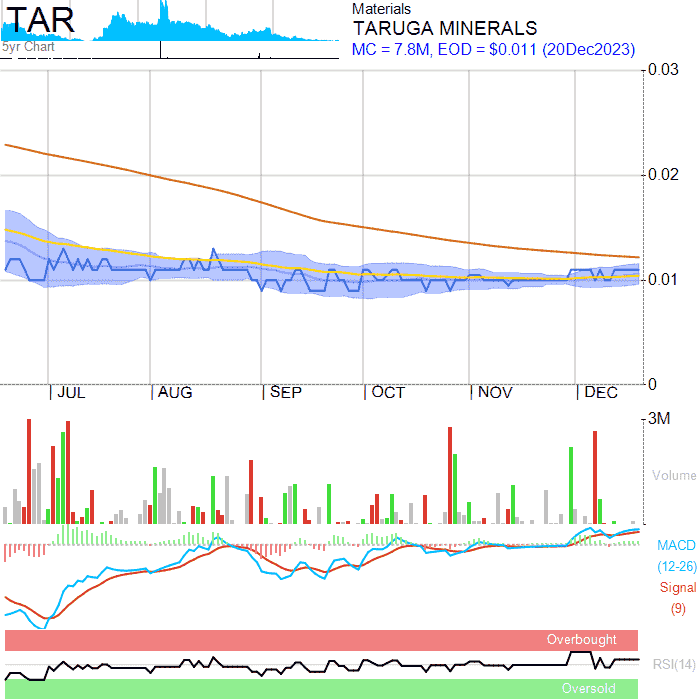 TAR
5yr Chart
Materials
TARUGA MINERALS
MC = 7.8M, EOD = $0.011 (20Dec2023)
0.03
0.02
0.01
0
JUL AUG SEP OCT NOV DEC
3M
Volume
MACD
(12-26)
Signal
(9)
Overbought
RSI(14)
Oversold